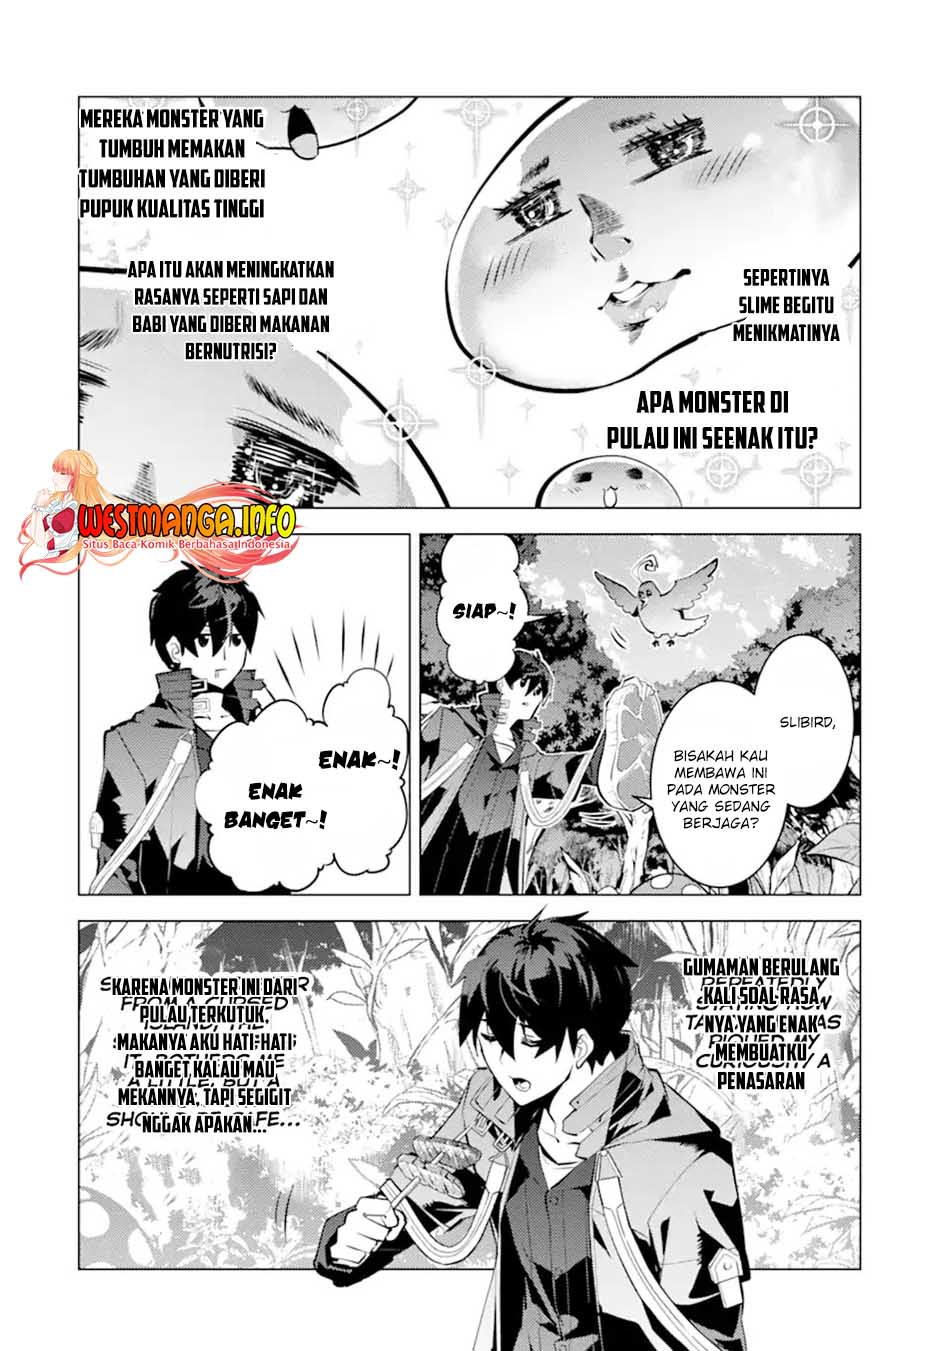 SEPERTINYA
SLIME BEGITU
MENIKMATINYA
APA MONSTER DI
PULAU INI SEENAK ITU?
MEREKA MONSTER YANG
TUMBUH MEMAKAN
TUMBUHAN YANG DIBERI
PUPUK KUALITAS TINGGI
APA ITU AKAN MENINGKATKAN
RASANYA SEPERTI SAPI DAN
BABI YANG DIBERI MAKANAN
BERNUTRISI?
WESTMANGA.INFO
Situs Baca Komik Berbahasa Indonesia
SLIBIRD,
BISAKAH KAU
MEMBAWA INI
PADA MONSTER
YANG SEDANG
BERJAGA?
SIAP~!
ENAK~!
ENAK
BANGET~!
GUMAMAN BERULANG
KALI SOAL RASA
NYA YANG ENAK
MEMBUATKU
PENASARAN
KARENA MONSTER INI DARI
PULAU TERKUTUK,
MAKANYA AKU HATI-HATI
BANGET KALAU MAU
MEKANNYA, TAPI SEGIGIT
NGGAK APAKAN...